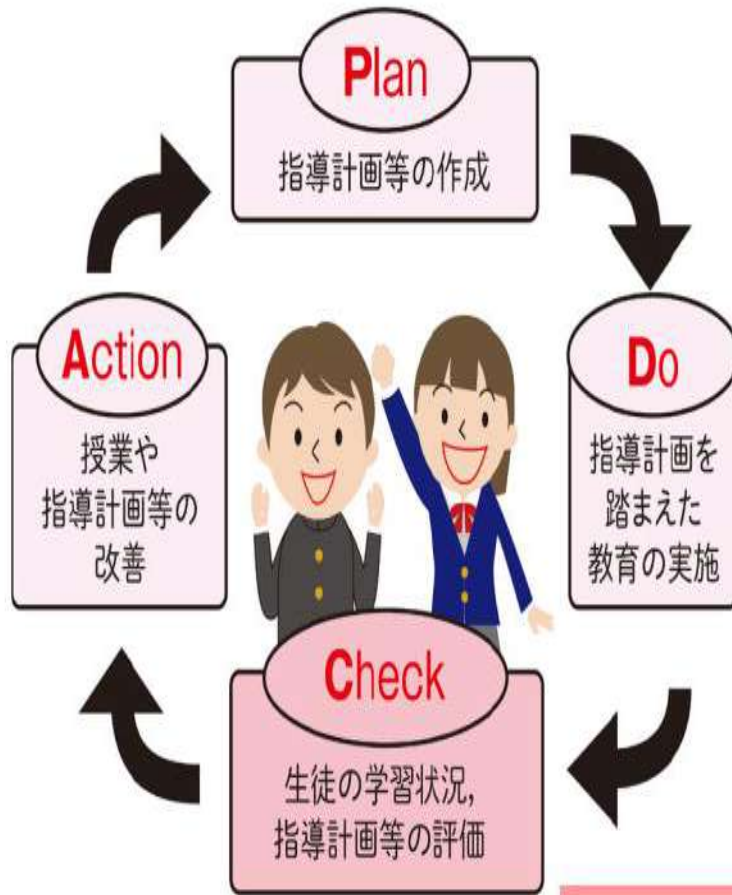 Plan
指導計画等の作成
Do
指導計画を
踏まえた
教育の実施
Check
生徒の学習状況,
指導計画等の評価
Action
授業や
指導計画等の
改善